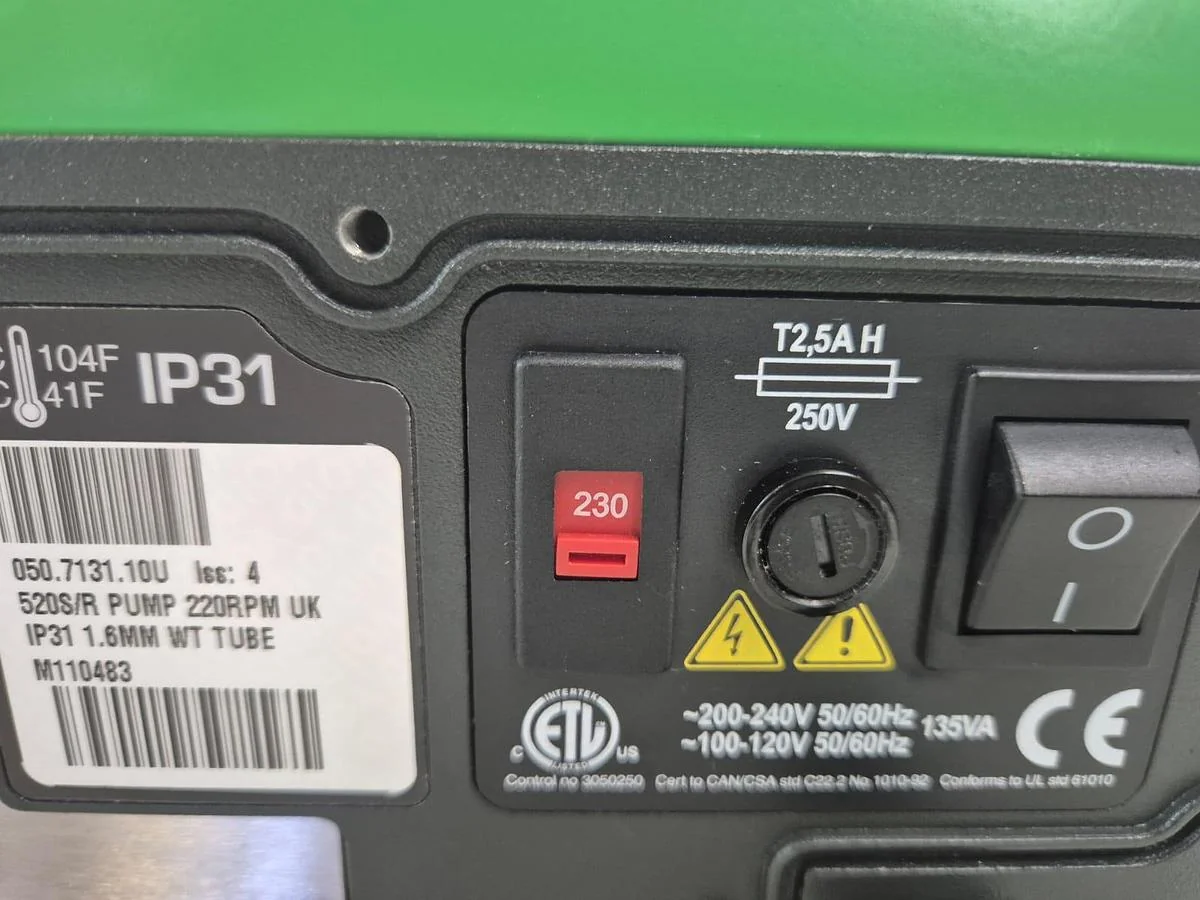 104F
41F
IP31
050.7131.10U Iss: 4
520S/R PUMP 220RPM UK
IP31 1.6MM WT TUBE
M110483
T2,5A H
250V
230
O
I
INTERTEK
ETL
LISTED
C US
Control no 3050250 Cert to CAN/CSA std C22.2 No 1010-92 Conforms to UL std 61010
~200-240V 50/60Hz
~100-120V 50/60Hz
135VA
CE